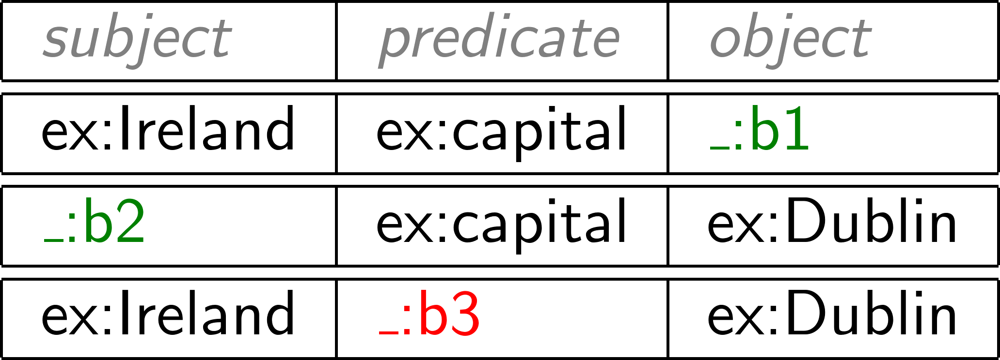 subject predicate object
ex:Ireland ex:capital _:b1
_:b2 ex:capital ex:Dublin
ex:Ireland _:b3 ex:Dublin